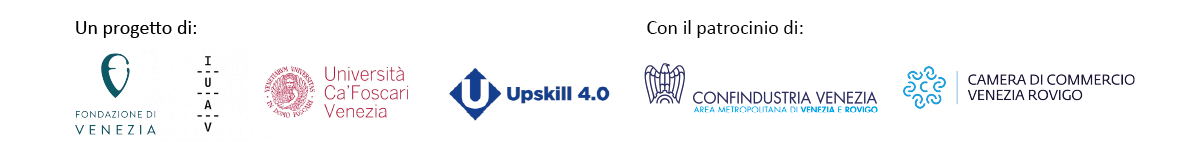 Un progetto di:
Con il patrocinio di:
FONDAZIONE DI
VENEZIA
I
U
A
V
Università
Ca'Foscari
Venezia
Upskill 4.0
CONFINDUSTRIA VENEZIA
AREA METROPOLITANA DI VENEZIA E ROVIGO
CAMERA DI COMMERCIO
VENEZIA ROVIGO